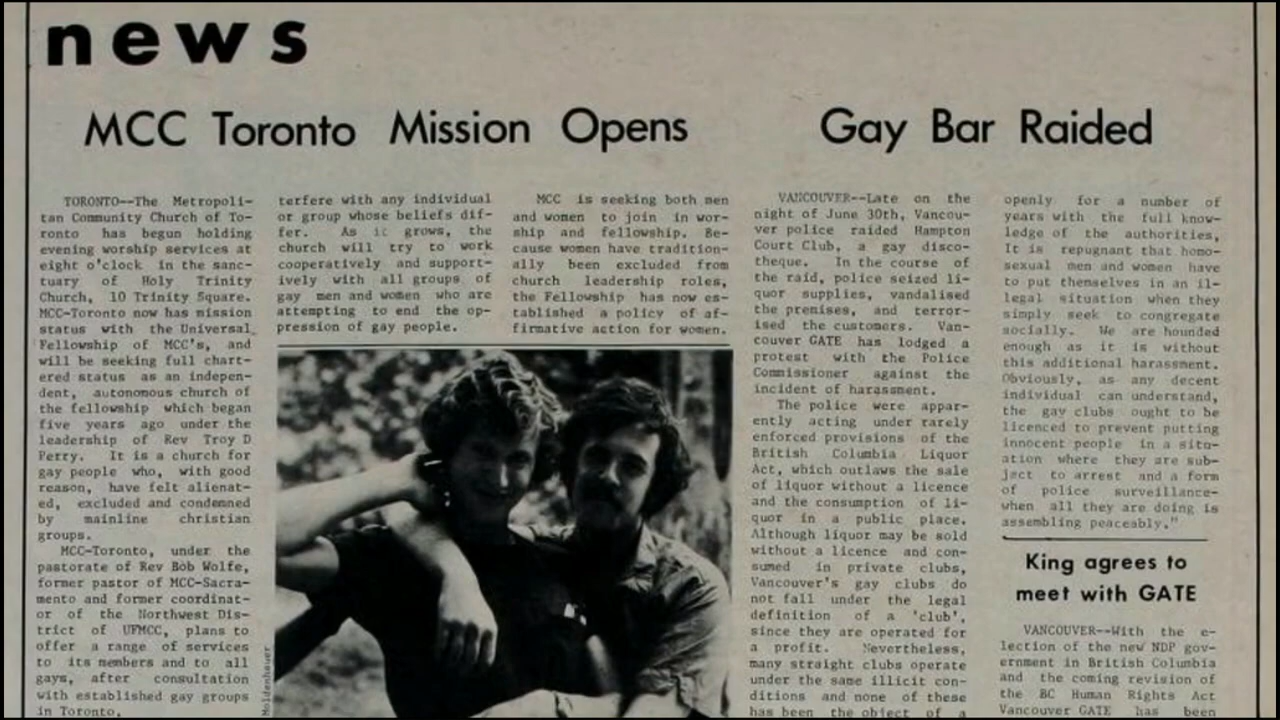 news
MCC Toronto Mission Opens
TORONTO--The Metropoli-
tan Community Church of To-
ronto has begun holding
evening worship services at
eight o'clock in the sanc-
tuary of Holy Trinity
Church, 10 Trinity Square.
MCC-Toronto now has mission
status with the Universal
Fellowship of MCC's, and
will be seeking full chart-
ered status as an indepen-
dent, autonomous church of
the fellowship which began
five years ago under the
leadership of Rev Troy D
Perry. It is a church for
gay people who, with good
reason, have felt alienat-
ed, excluded and condemned
by mainline christian
groups.
MCC-Toronto, under the
pastorate of Rev Bob Wolfe,
former pastor of MCC-Sacra-
mento and former coordinat-
or of the Northwest Dis-
trict of UFMCC, plans to
offer a range of services
to its members and to all
gays, after consultation
with established gay groups
in Toronto.
terfere with any individual
or group whose beliefs dif-
fer. As it grows, the
church will try to work
cooperatively and support-
ively with all groups of
gay men and women who are
attempting to end the op-
pression of gay people.
MCC is seeking both men
and women to join in wor-
ship and fellowship. Be-
cause women have tradition-
ally been excluded from
church leadership roles,
the Fellowship has now es-
tablished a policy of af-
firmative action for women.
Moldenhauer
Gay Bar Raided
VANCOUVER--Late on the
night of June 30th, Vancou-
ver police raided Hampton
Court Club, a gay disco-
theque. In the course of
the raid, police seized li-
quor supplies, vandalised
the premises, and terror-
ised the customers. Van-
couver GATE has lodged a
protest with the Police
Commissioner against the
incident of harassment.
The police were appar-
ently acting under rarely
enforced provisions of the
British Columbia Liquor
Act, which outlaws the sale
of liquor without a licence
and the consumption of li-
quor in a public place.
Although liquor may be sold
without a licence and con-
sumed in private clubs,
Vancouver's gay clubs do
not fall under the legal
definition of a 'club',
since they are operated for
a profit. Nevertheless,
many straight clubs operate
under the same illicit con-
ditions and none of these
has been the object of a
openly for a number of
years with the full know-
ledge of the authorities,
It is repugnant that homo-
sexual men and women have
to put themselves in an il-
legal situation when they
simply seek to congregate
socially. We are hounded
enough as it is without
this additional harassment.
Obviously, as any decent
individual can understand,
the gay clubs ought to be
licenced to prevent putting
innocent people in a situ-
ation where they are sub-
ject to arrest and a form
of police surveillance-
when all they are doing is
assembling peaceably."
King agrees to
meet with GATE
VANCOUVER--With the e-
lection of the new NDP gov-
ernment in British Columbia
and the coming revision of
the BC Human Rights Act
Vancouver GATE has been